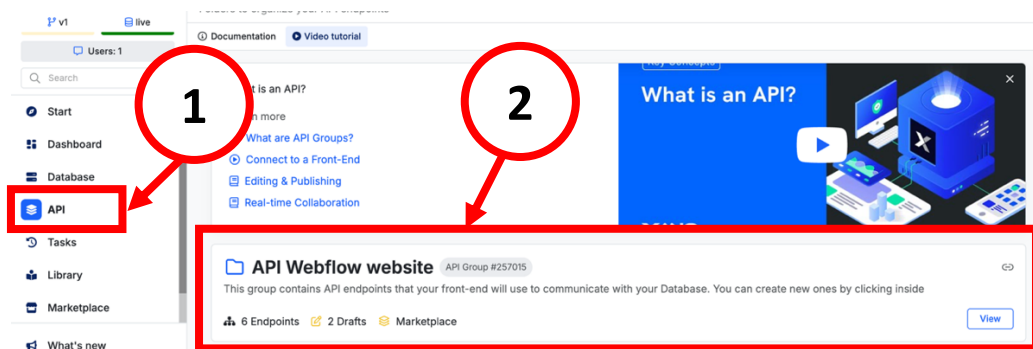 v1 live
Users: 1
Search
Start
Dashboard
Database
API
Tasks
Library
Marketplace
What's new
Documentation Video tutorial
is an API?
more
What are API Groups?
Connect to a Front-End
Editing & Publishing
Real-time Collaboration
Key Concepts
What is an API?
1
2
API Webflow website API Group #257015
This group contains API endpoints that your front-end will use to communicate with your Database. You can create new ones by clicking inside
6 Endpoints 2 Drafts Marketplace
View